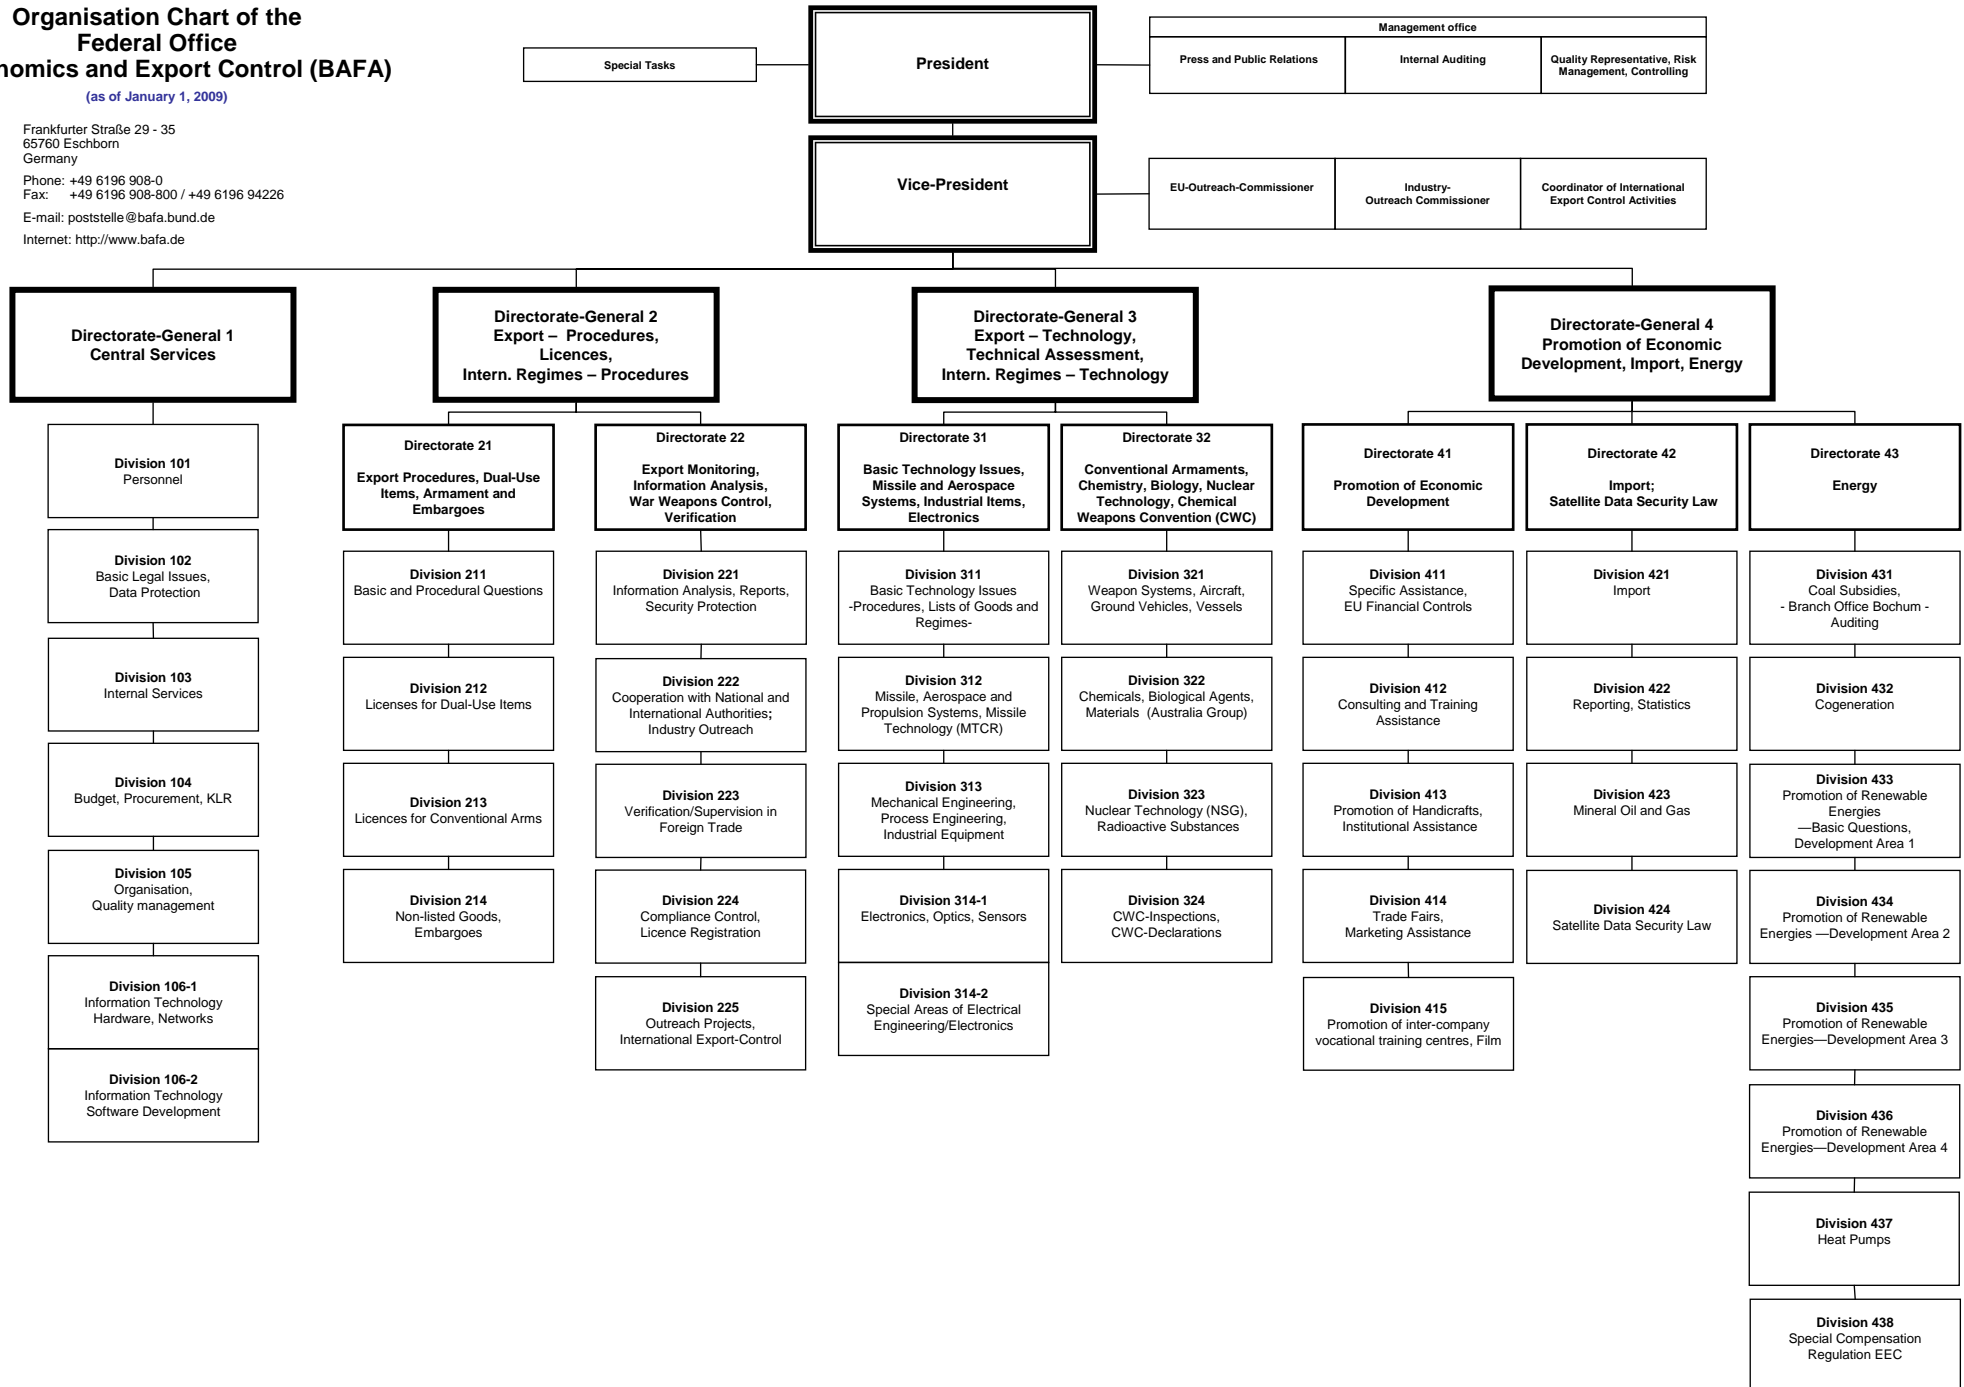 Organisation Chart of the
Federal Office
nomics and Export Control (BAFA)
(as of January 1, 2009)
Frankfurter Straße 29 - 35
65760 Eschborn
Germany
Phone: +49 6196 908-0
Fax: +49 6196 908-800 / +49 6196 94226
E-mail: poststelle@bafa.bund.de
Internet: http://www.bafa.de
Special Tasks
President
Management office
Press and Public Relations
Internal Auditing
Quality Representative, Risk
Management, Controlling
Vice-President
EU-Outreach-Commissioner
Industry-
Outreach Commissioner
Coordinator of International
Export Control Activities
Directorate-General 1
Central Services
Division 101
Personnel
Division 102
Basic Legal Issues,
Data Protection
Division 103
Internal Services
Division 104
Budget, Procurement, KLR
Division 105
Organisation,
Quality management
Division 106-1
Information Technology
Hardware, Networks
Division 106-2
Information Technology
Software Development
Directorate-General 2
Export – Procedures,
Licences,
Intern. Regimes – Procedures
Directorate 21
Export Procedures, Dual-Use
Items, Armament and
Embargoes
Division 211
Basic and Procedural Questions
Division 212
Licenses for Dual-Use Items
Division 213
Licences for Conventional Arms
Division 214
Non-listed Goods,
Embargoes
Directorate 22
Export Monitoring,
Information Analysis,
War Weapons Control,
Verification
Division 221
Information Analysis, Reports,
Security Protection
Division 222
Cooperation with National and
International Authorities;
Industry Outreach
Division 223
Verification/Supervision in
Foreign Trade
Division 224
Compliance Control,
Licence Registration
Division 225
Outreach Projects,
International Export-Control
Directorate-General 3
Export – Technology,
Technical Assessment,
Intern. Regimes – Technology
Directorate 31
Basic Technology Issues,
Missile and Aerospace
Systems, Industrial Items,
Electronics
Division 311
Basic Technology Issues
-Procedures, Lists of Goods and
Regimes-
Division 312
Missile, Aerospace and
Propulsion Systems, Missile
Technology (MTCR)
Division 313
Mechanical Engineering,
Process Engineering,
Industrial Equipment
Division 314-1
Electronics, Optics, Sensors
Division 314-2
Special Areas of Electrical
Engineering/Electronics
Directorate 32
Conventional Armaments,
Chemistry, Biology, Nuclear
Technology, Chemical
Weapons Convention (CWC)
Division 321
Weapon Systems, Aircraft,
Ground Vehicles, Vessels
Division 322
Chemicals, Biological Agents,
Materials (Australia Group)
Division 323
Nuclear Technology (NSG),
Radioactive Substances
Division 324
CWC-Inspections,
CWC-Declarations
Directorate-General 4
Promotion of Economic
Development, Import, Energy
Directorate 41
Promotion of Economic
Development
Division 411
Specific Assistance,
EU Financial Controls
Division 412
Consulting and Training
Assistance
Division 413
Promotion of Handicrafts,
Institutional Assistance
Division 414
Trade Fairs,
Marketing Assistance
Division 415
Promotion of inter-company
vocational training centres, Film
Directorate 42
Import;
Satellite Data Security Law
Division 421
Import
Division 422
Reporting, Statistics
Division 423
Mineral Oil and Gas
Division 424
Satellite Data Security Law
Directorate 43
Energy
Division 431
Coal Subsidies,
- Branch Office Bochum -
Auditing
Division 432
Cogeneration
Division 433
Promotion of Renewable
Energies
—Basic Questions,
Development Area 1
Division 434
Promotion of Renewable
Energies —Development Area 2
Division 435
Promotion of Renewable
Energies—Development Area 3
Division 436
Promotion of Renewable
Energies—Development Area 4
Division 437
Heat Pumps
Division 438
Special Compensation
Regulation EEC